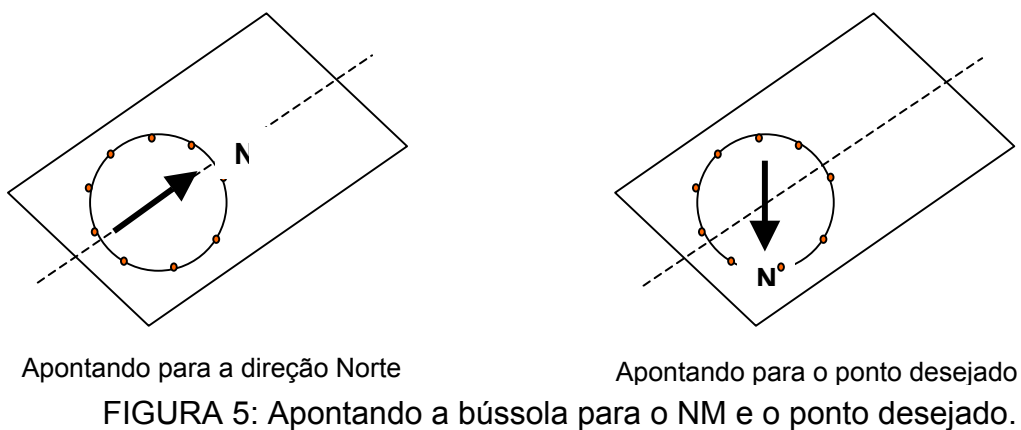 N
N
Apontando para a direção Norte
Apontando para o ponto desejado
FIGURA 5: Apontando a bússola para o NM e o ponto desejado.